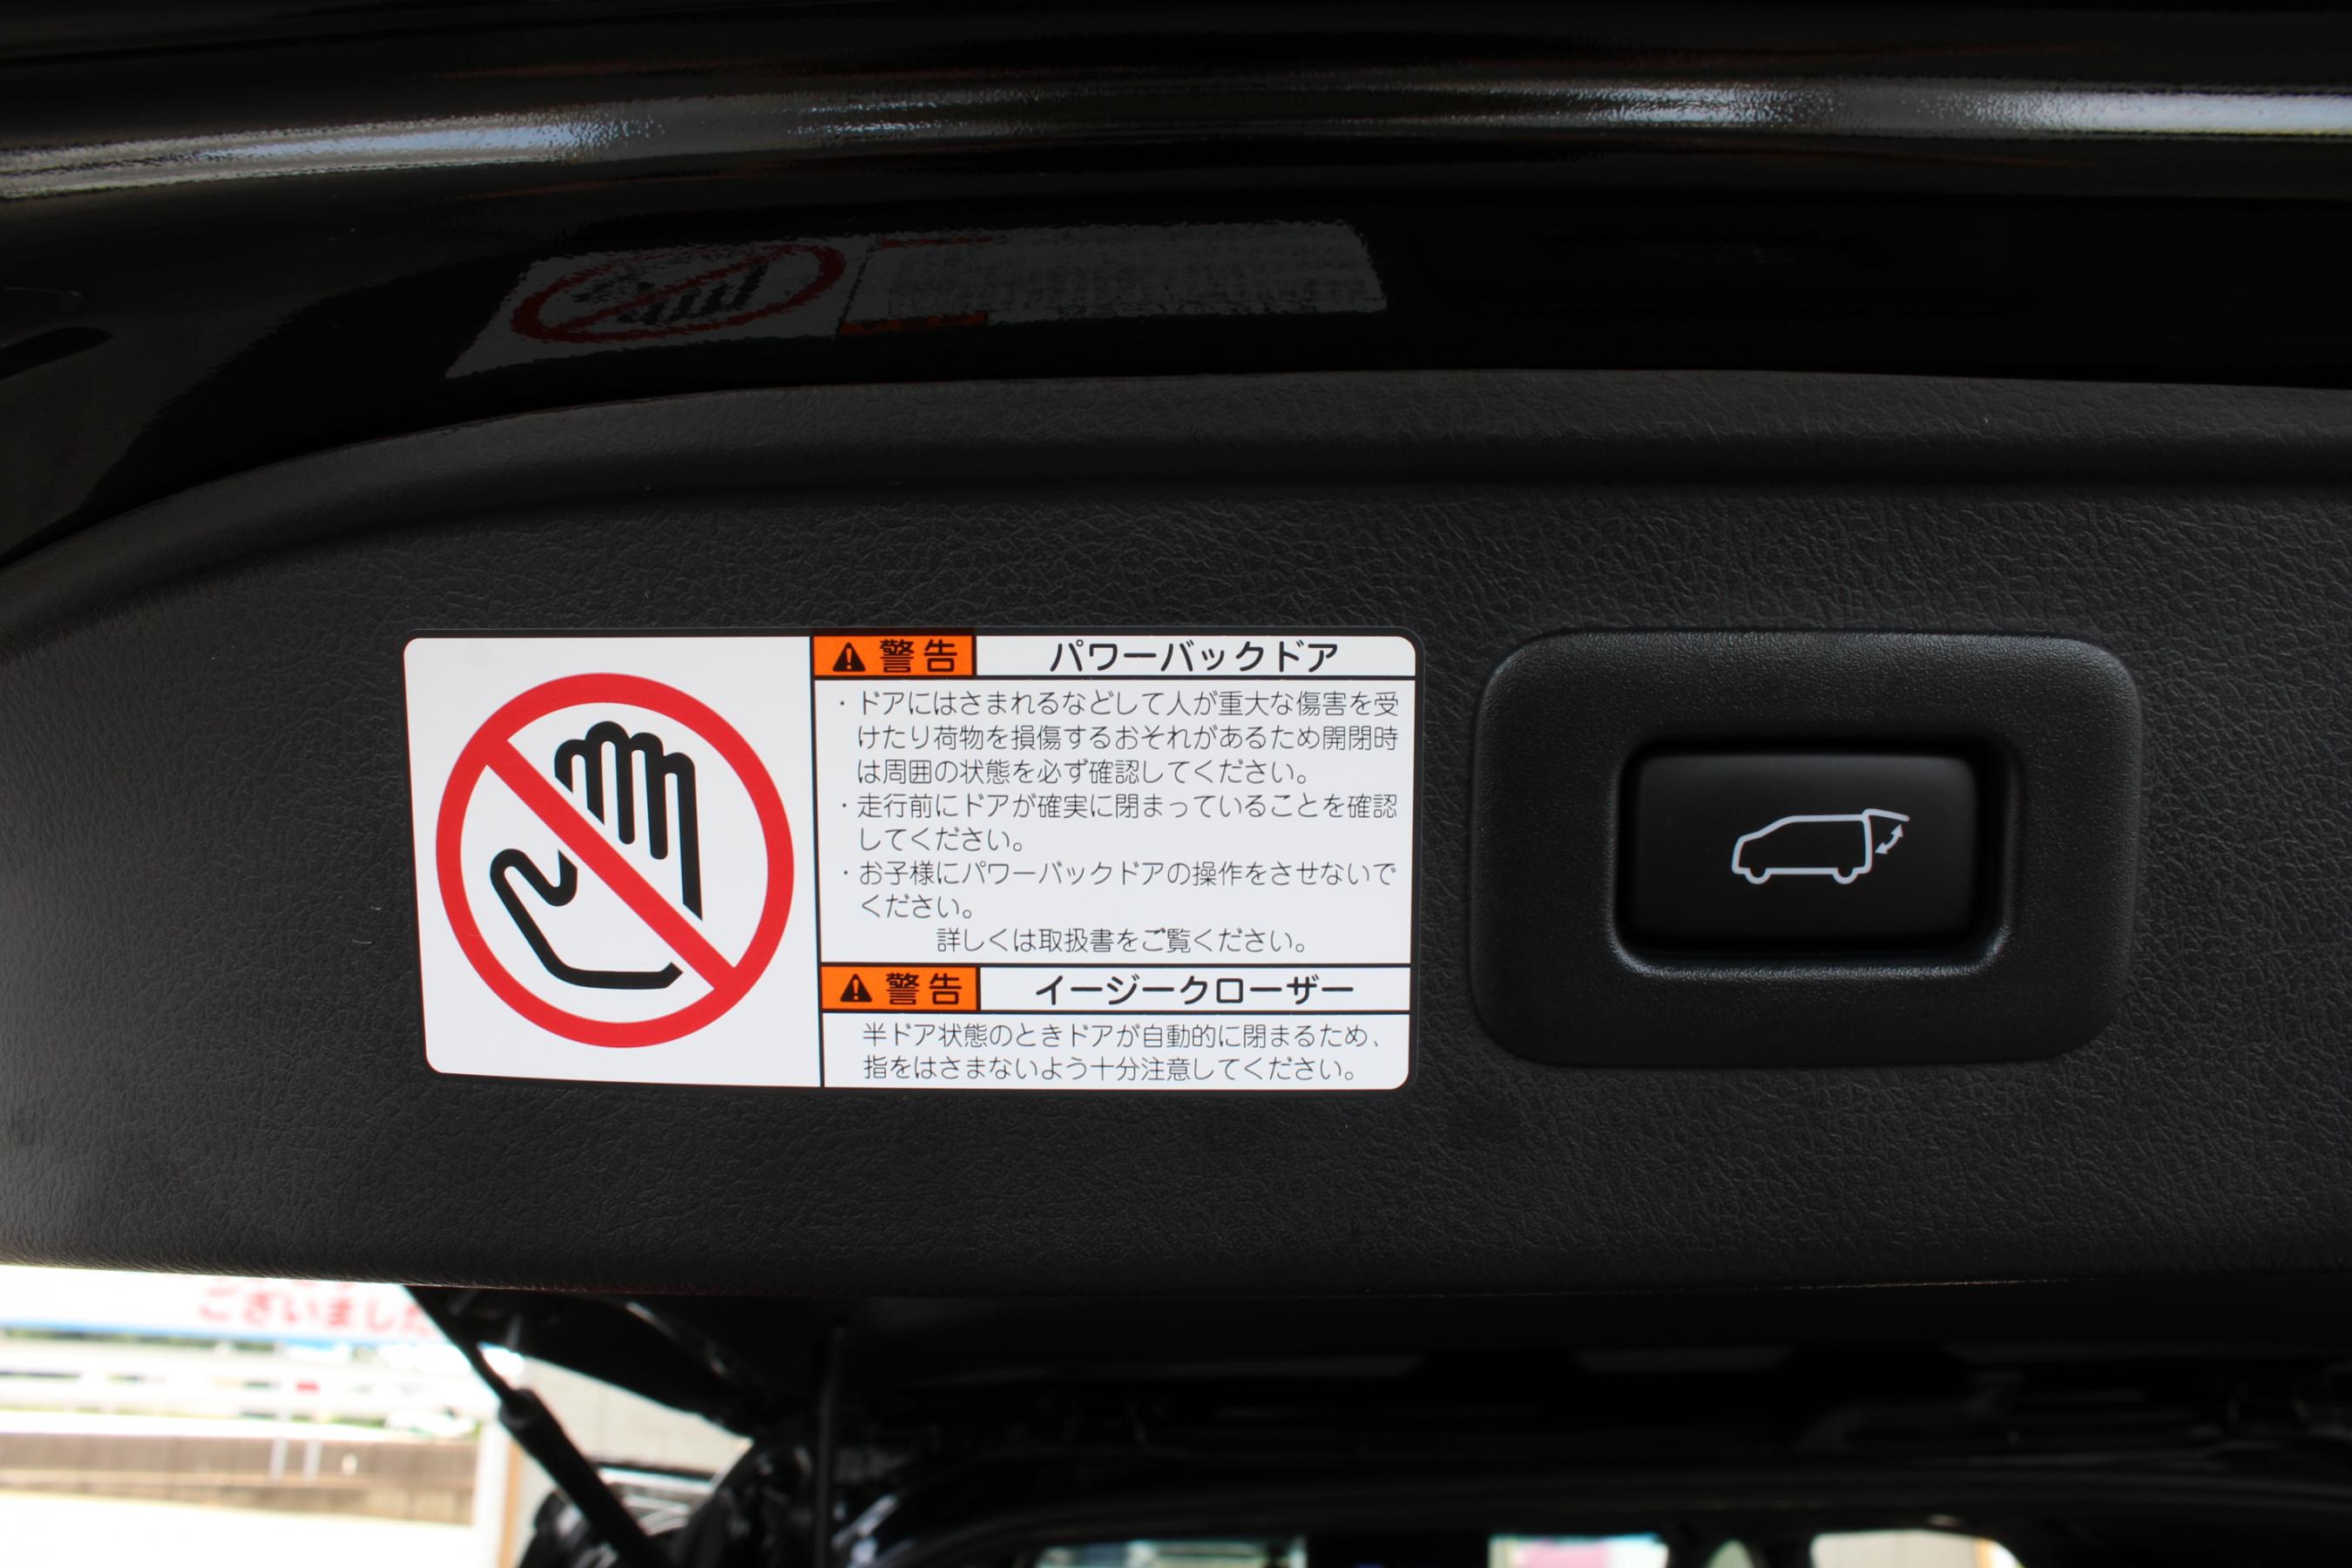 警告 パワーバックドア
・ドアにはさまれるなどして人が重大な傷害を受
けたり荷物を損傷するおそれがあるため開閉時
は周囲の状態を必ず確認してください。
・走行前にドアが確実に閉まっていることを確認
してください。
・お子様にパワーバックドアの操作をさせないで
ください。
詳しくは取扱書をご覧ください。
警告 イージークローザー
半ドア状態のときドアが自動的に閉まるため、
指をはさまないよう十分注意してください。
ございました